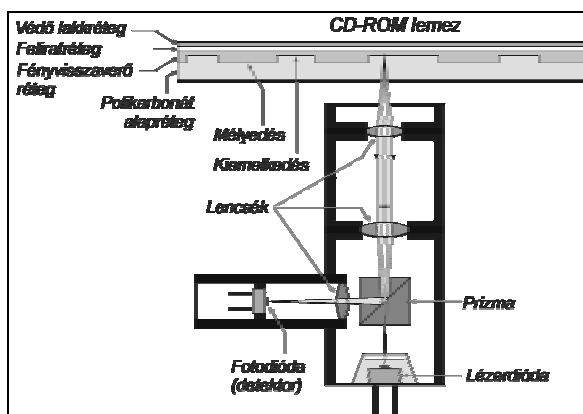 CD-ROM lemez
Védő lakkréteg
Feliratréteg
Fényvisszaverő
réteg
Polikarbonát
alapréteg
Mélyedés
Kiemelkedés
Lencsék
Prizma
Fotodióda
(detektor)
Lézerdióda